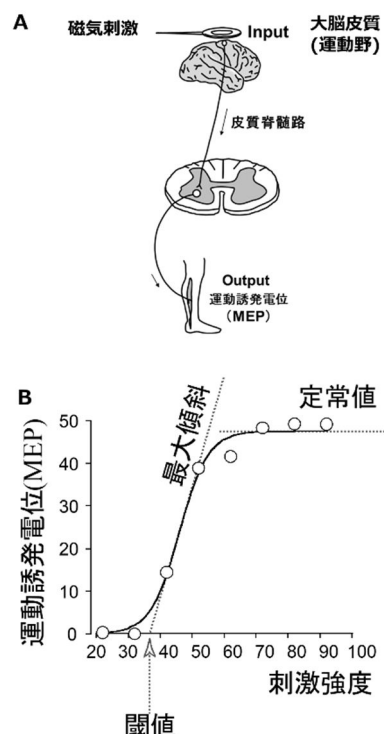 A
磁気刺激
Input
大脳皮質
(運動野)
皮質脊髄路
Output
運動誘発電位
（MEP）
B
最大傾斜
定常値
運動誘発電位(MEP)
50
40
30
20
10
0
20 30 40 50 60 70 80 90 100
刺激強度
閾値